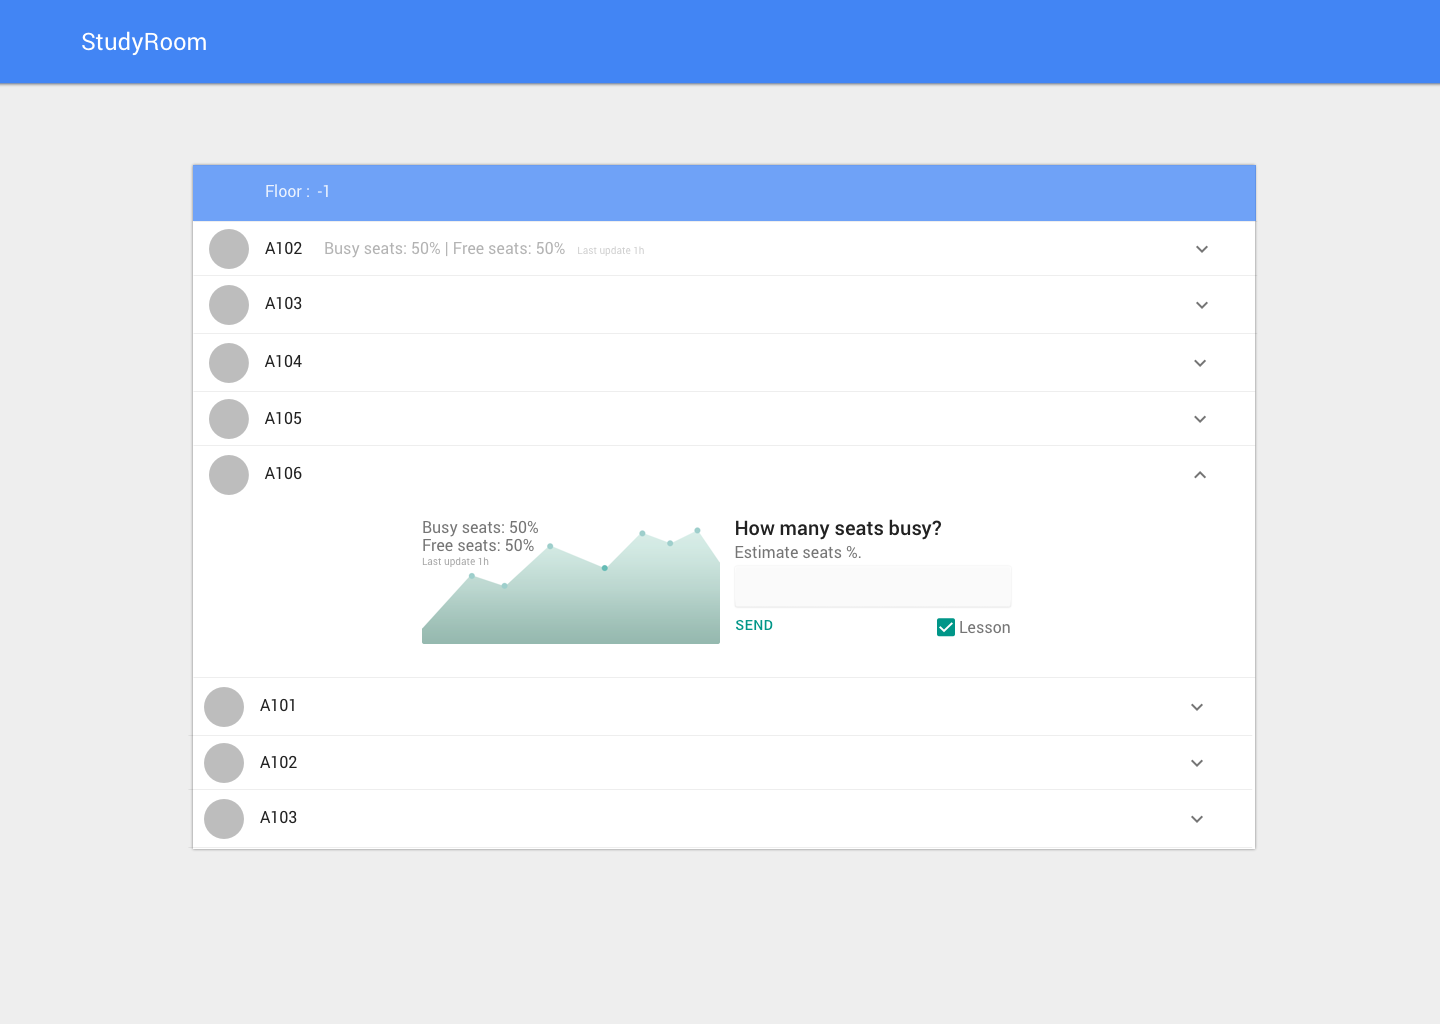 StudyRoom
Floor : -1
A102 Busy seats: 50% | Free seats: 50% Last update 1h
A103
A104
A105
A106
Busy seats: 50%
Free seats: 50%
Last update 1h
How many seats busy?
Estimate seats %.
SEND
Lesson
A101
A102
A103